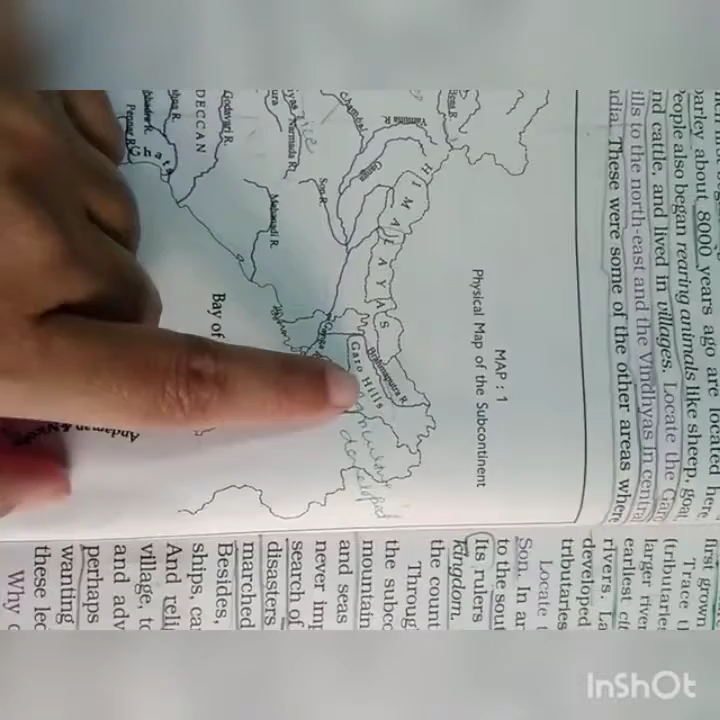 barley about 8000 years ago are located here.
People also began rearing animals like sheep, goat,
and cattle, and lived in villages. Locate the Garo
hills to the north-east and the Vindhyas in central
India. These were some of the other areas where
MAP : 1
Physical Map of the Subcontinent
HIMALAYAS
Brahmaputra R.
Garo Hills
Yamuna R.
Ganga
Chambal
Son R.
Narmada R.
Mahanadi R.
Godavari R.
DECCAN
Pennar R.
Bay of
Andaman & Nicobar
first grown
Trace t
(tributaries
larger river
earliest cit
rivers. La
developed
tributaries
Locate t
Son. In an
to the sout
Its rulers
kingdom.
Throug
the count
the subco
mountain
and seas
never imp
search of
disasters
marched
Besides,
ships, ca
And reli
village, to
and adv
perhaps
wanting
these led
Why